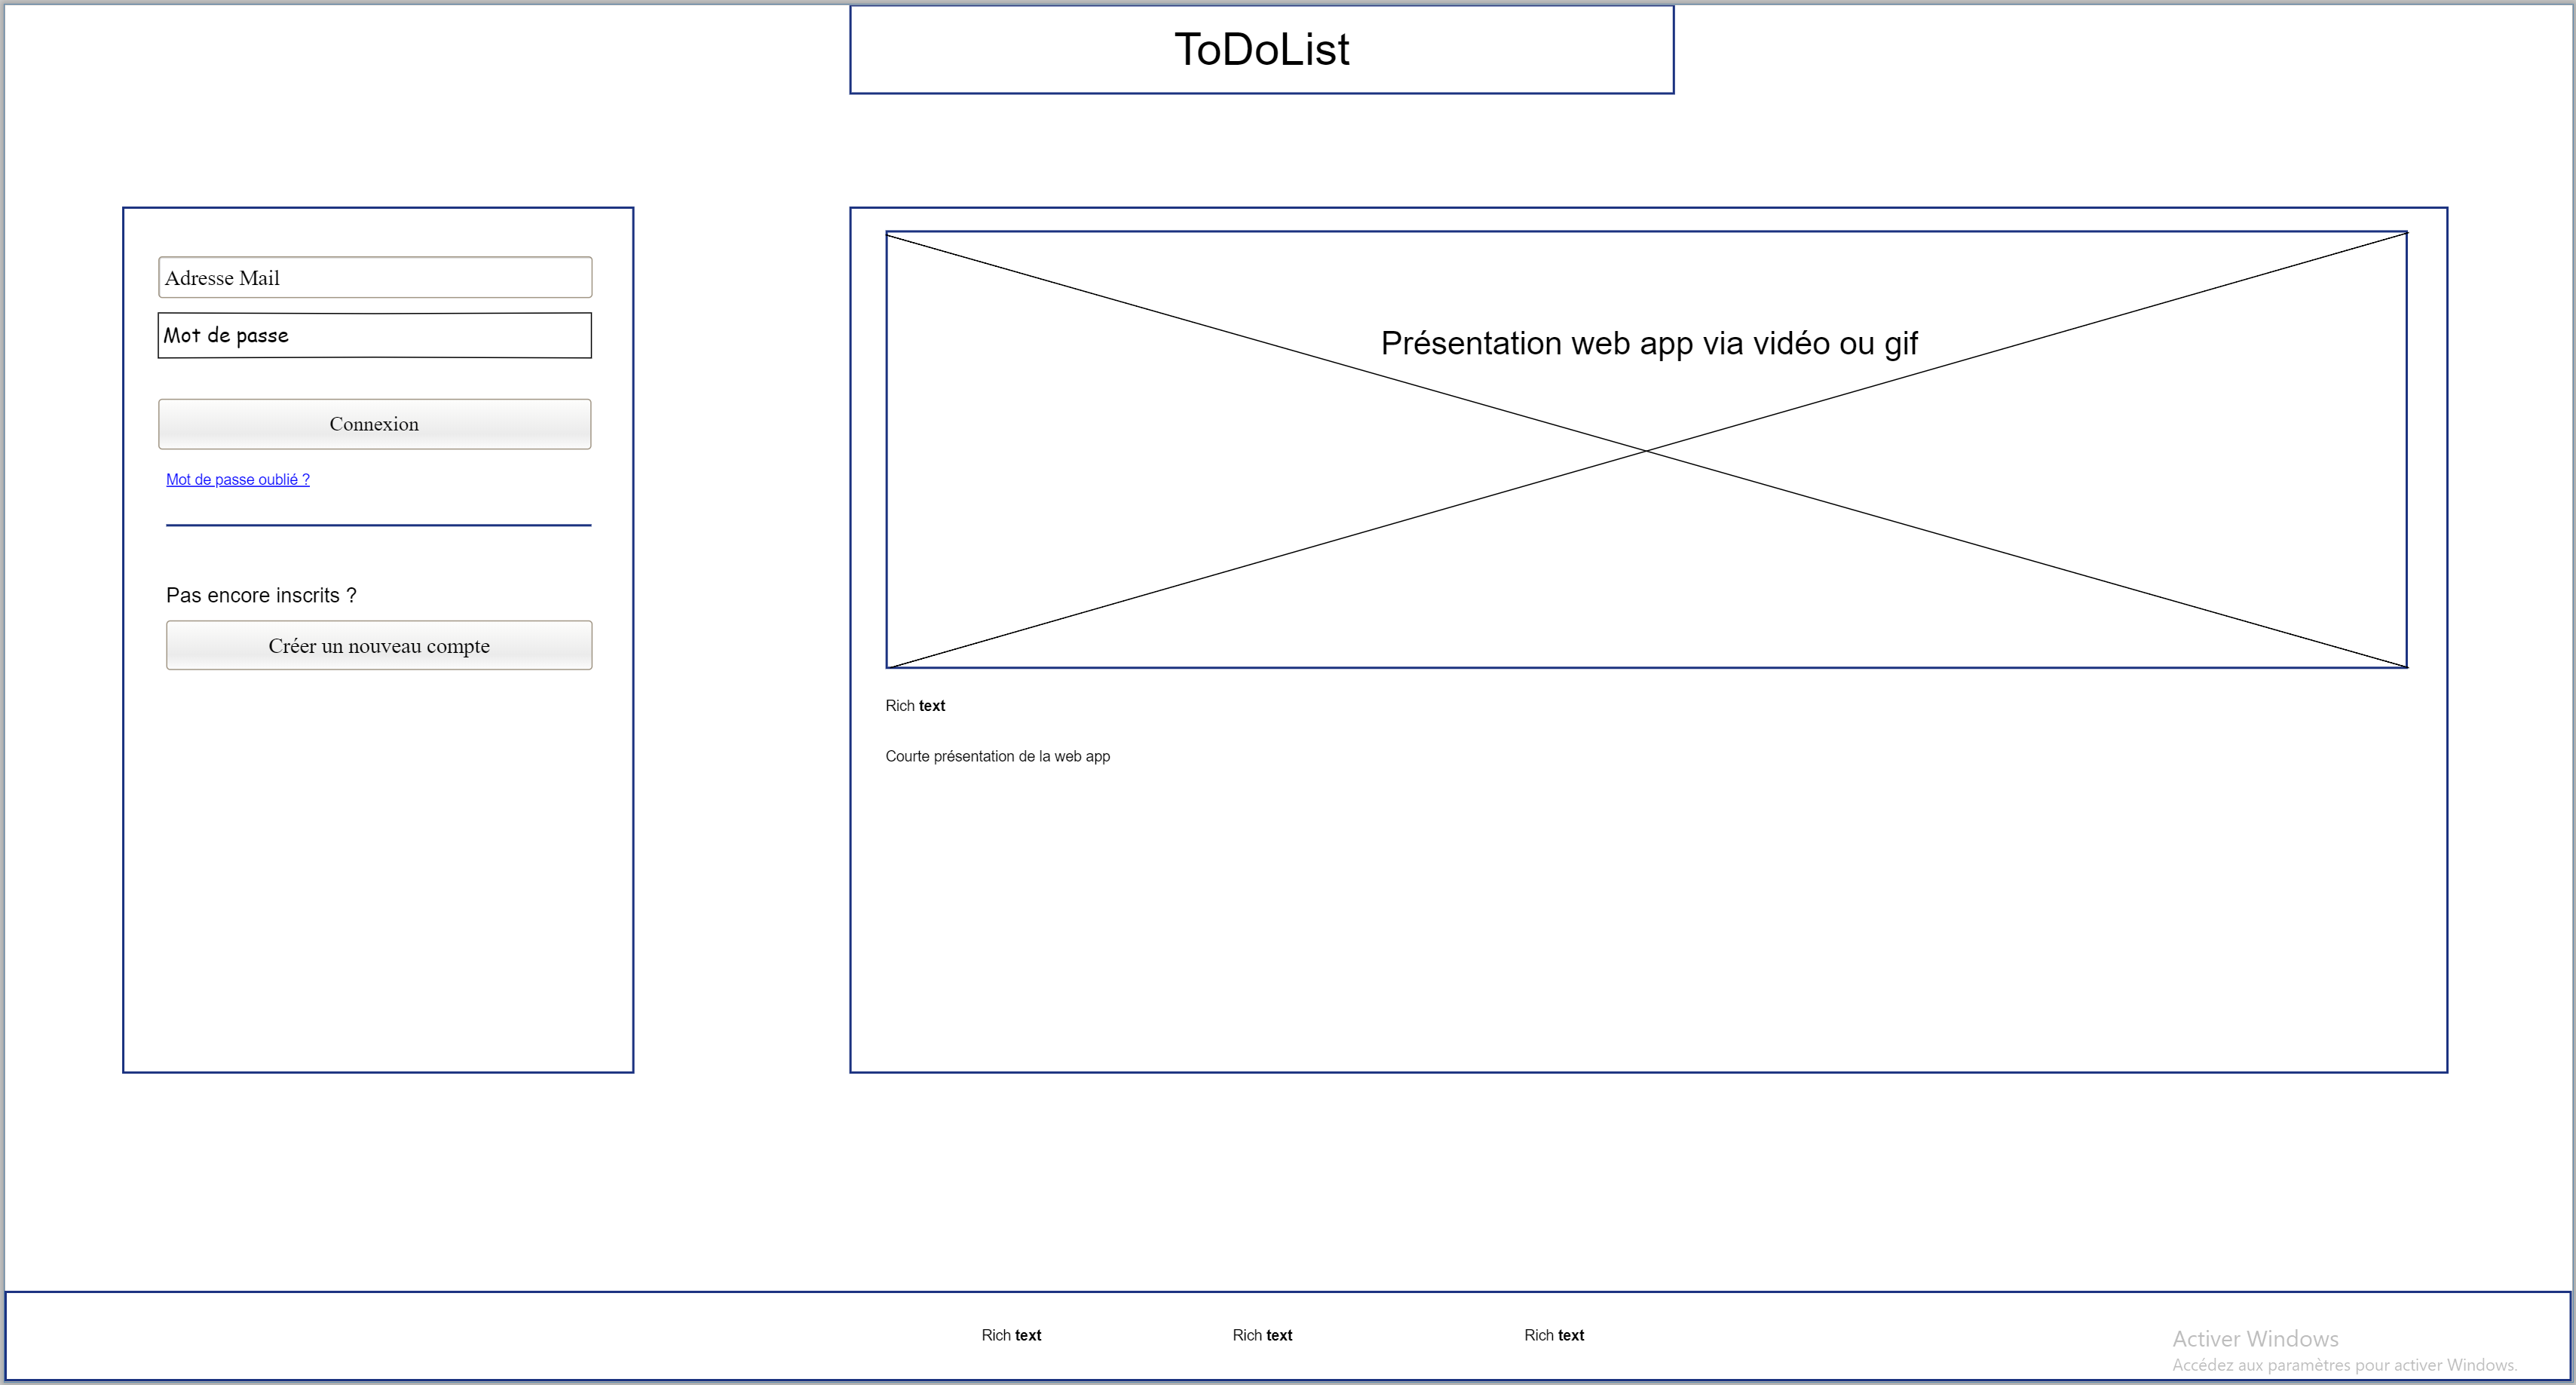 ToDoList
Adresse Mail
Mot de passe
Connexion
Mot de passe oublié ?
Pas encore inscrits ?
Créer un nouveau compte
Présentation web app via vidéo ou gif
Rich text
Courte présentation de la web app
Rich text
Rich text
Rich text
Activer Windows
Accédez aux paramètres pour activer Windows.